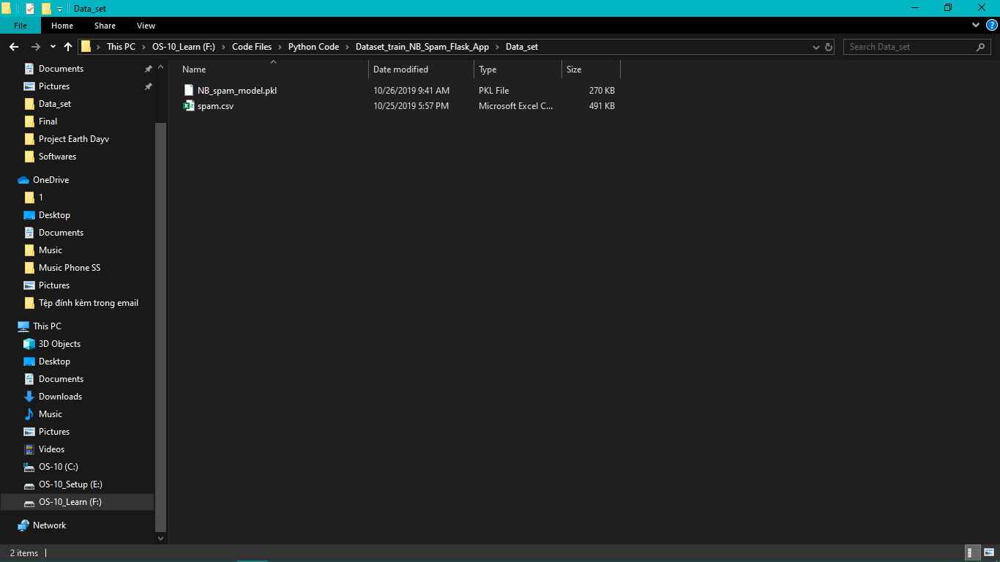 Data_set
File Home Share View
This PC OS-10_Learn (F:) Code Files Python Code Dataset_train_NB_Spam_Flask_App Data_set
Search Data_set
Documents
Pictures
Data_set
Final
Project Earth Dayv
Softwares
OneDrive
1
Desktop
Documents
Music
Music Phone SS
Pictures
Tệp đính kèm trong email
This PC
3D Objects
Desktop
Documents
Downloads
Music
Pictures
Videos
OS-10 (C:)
OS-10_Setup (E:)
OS-10_Learn (F:)
Network
Name Date modified Type Size
NB_spam_model.pkl 10/26/2019 9:41 AM PKL File 270 KB
spam.csv 10/25/2019 5:57 PM Microsoft Excel C... 491 KB
2 items